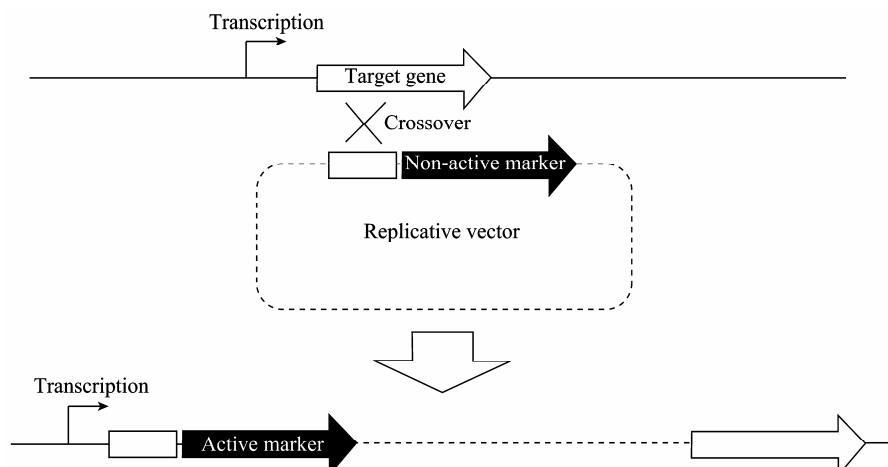 Transcription
Target gene
Crossover
Non-active marker
Replicative vector
Transcription
Active marker